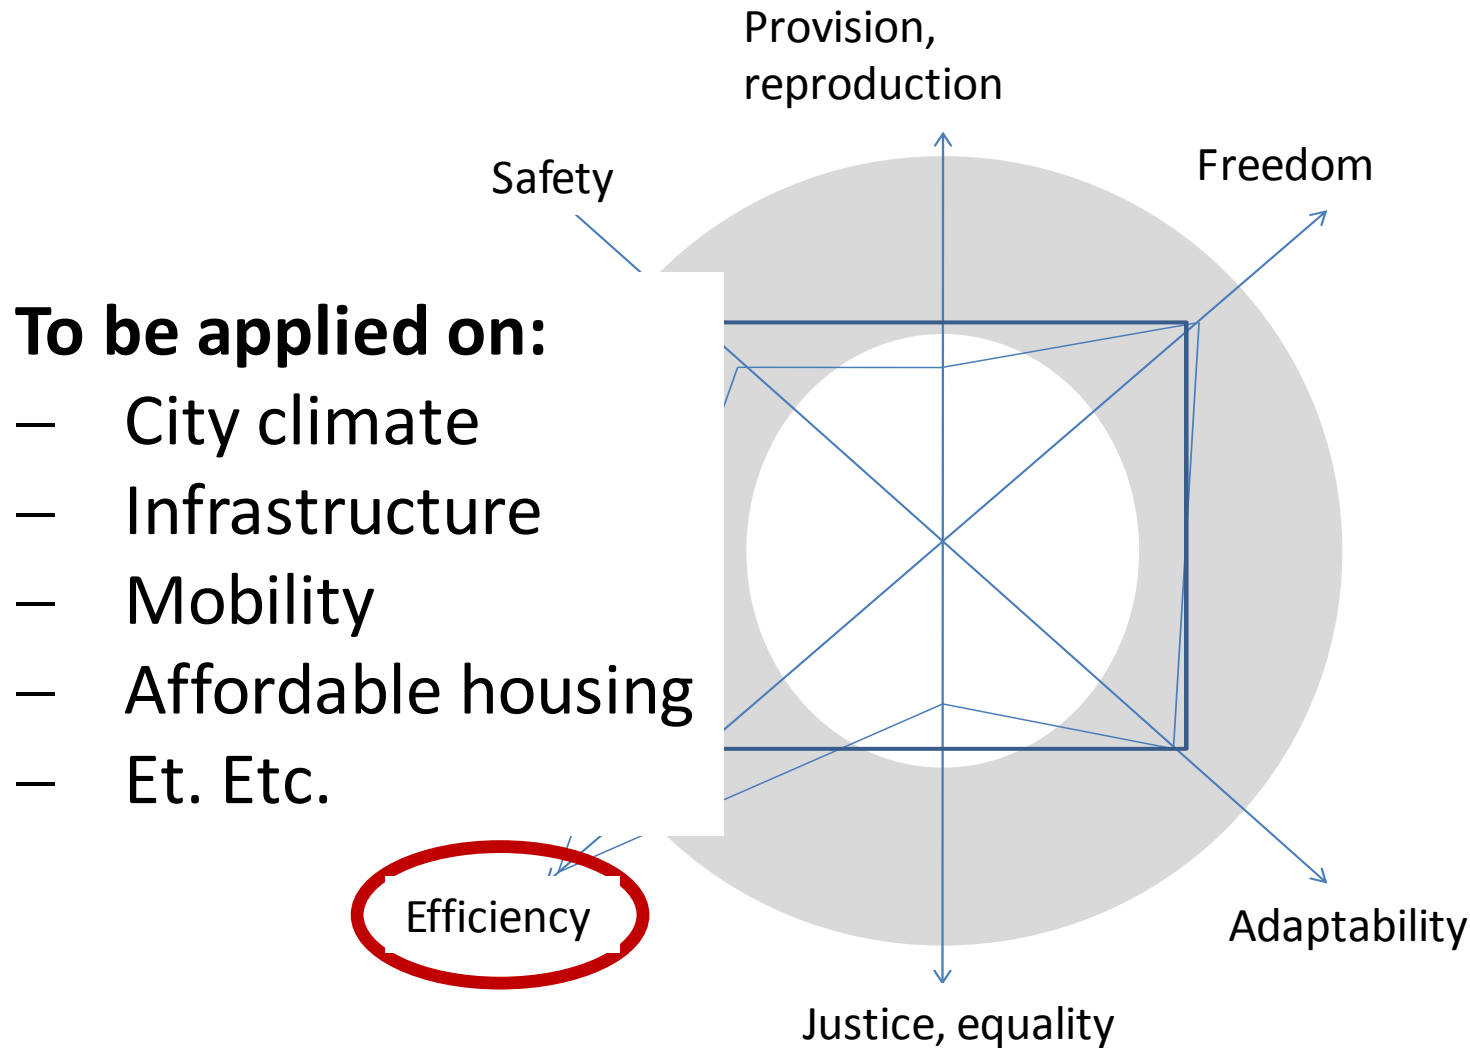 Provision,
reproduction
Safety
Freedom
To be applied on:
– City climate
– Infrastructure
– Mobility
– Affordable housing
– Et. Etc.
Efficiency
Adaptability
Justice, equality